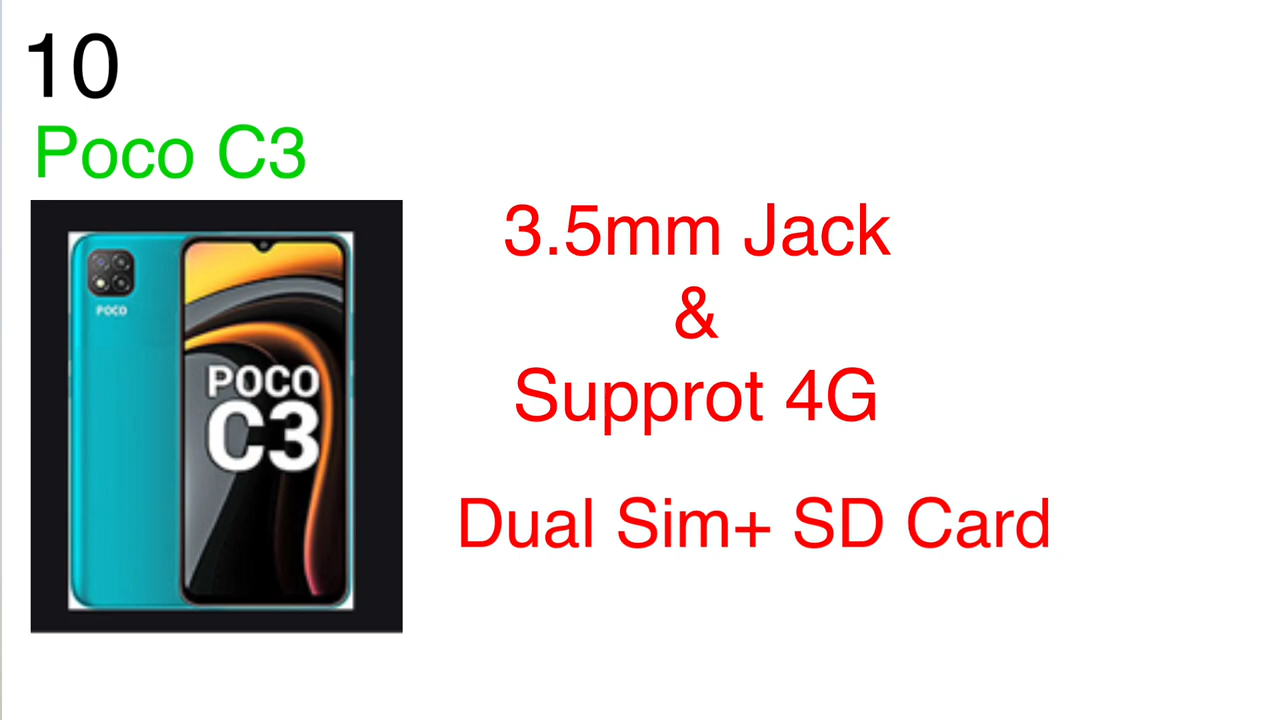 10
Poco C3
3.5mm Jack
&
Supprot 4G
Dual Sim+ SD Card
POCO
POCO
C3